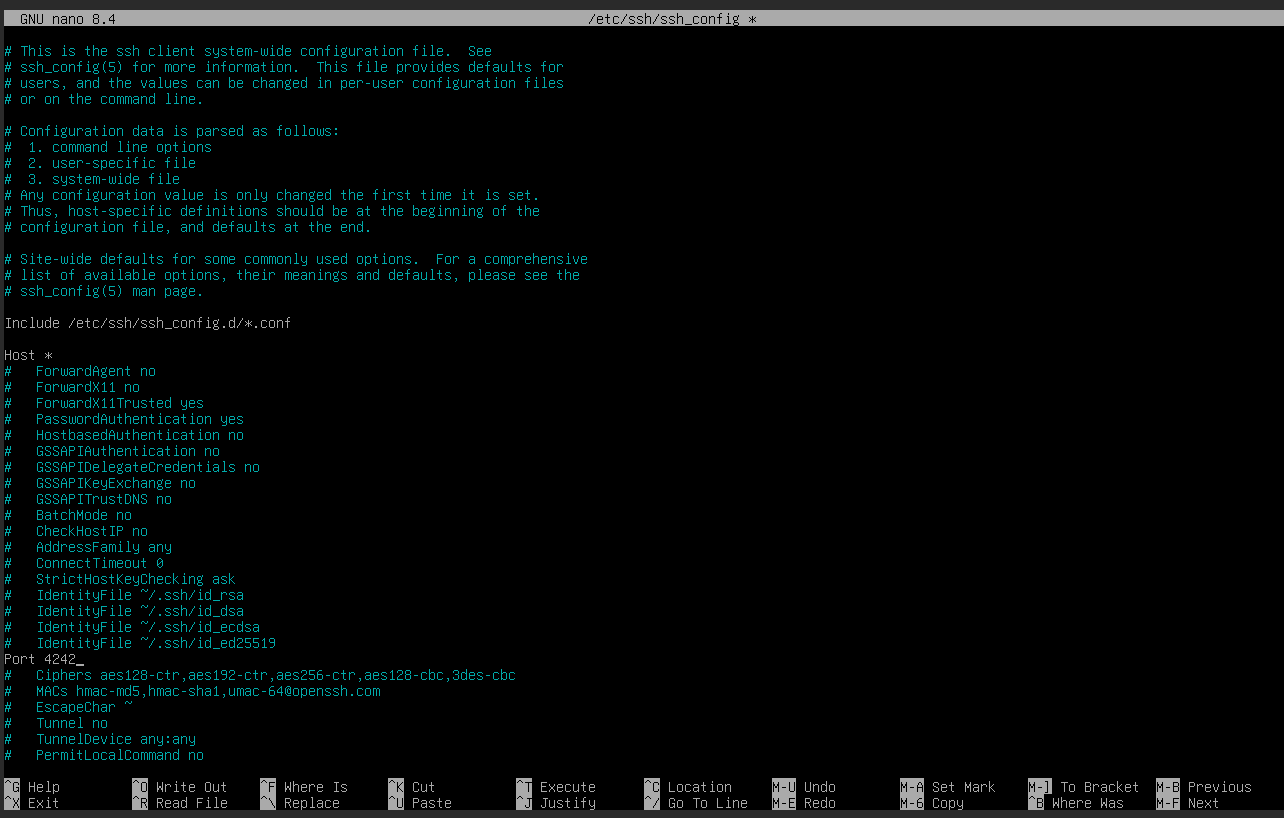 GNU nano 8.4 /etc/ssh/ssh_config *
# This is the ssh client system-wide configuration file.  See
# ssh_config(5) for more information.  This file provides defaults for
# users, and the values can be changed in per-user configuration files
# or on the command line.
# Configuration data is parsed as follows:
#  1. command line options
#  2. user-specific file
#  3. system-wide file
# Any configuration value is only changed the first time it is set.
# Thus, host-specific definitions should be at the beginning of the
# configuration file, and defaults at the end.
# Site-wide defaults for some commonly used options.  For a comprehensive
# list of available options, their meanings and defaults, please see the
# ssh_config(5) man page.
Include /etc/ssh/ssh_config.d/*.conf
Host *
#   ForwardAgent no
#   ForwardX11 no
#   ForwardX11Trusted yes
#   PasswordAuthentication yes
#   HostbasedAuthentication no
#   GSSAPIAuthentication no
#   GSSAPIDelegateCredentials no
#   GSSAPIKeyExchange no
#   GSSAPITrustDNS no
#   BatchMode no
#   CheckHostIP no
#   AddressFamily any
#   ConnectTimeout 0
#   StrictHostKeyChecking ask
#   IdentityFile ~/.ssh/id_rsa
#   IdentityFile ~/.ssh/id_dsa
#   IdentityFile ~/.ssh/id_ecdsa
#   IdentityFile ~/.ssh/id_ed25519
Port 4242_
#   Ciphers aes128-ctr,aes192-ctr,aes256-ctr,aes128-cbc,3des-cbc
#   MACs hmac-md5,hmac-sha1,umac-64@openssh.com
#   EscapeChar ~
#   Tunnel no
#   TunnelDevice any:any
#   PermitLocalCommand no
^G Help ^O Write Out ^F Where Is ^K Cut ^T Execute ^C Location M-U Undo M-A Set Mark M-] To Bracket M-B Previous
^X Exit ^R Read File ^\ Replace ^U Paste ^J Justify ^/ Go To Line M-E Redo M-6 Copy ^B Where Was M-F Next